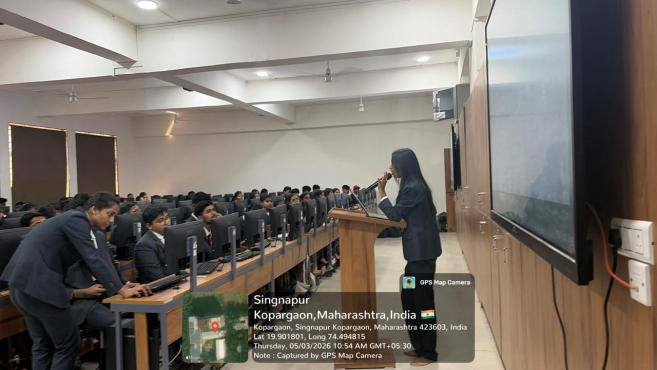 GPS Map Camera
Singnapur
Kopargaon,Maharashtra,India
Kopargaon, Singnapur Kopargaon, Maharashtra 423603, India
Lat 19.901801, Long 74.494815
Thursday, 05/03/2026 10:54 AM GMT+05:30
Note : Captured by GPS Map Camera